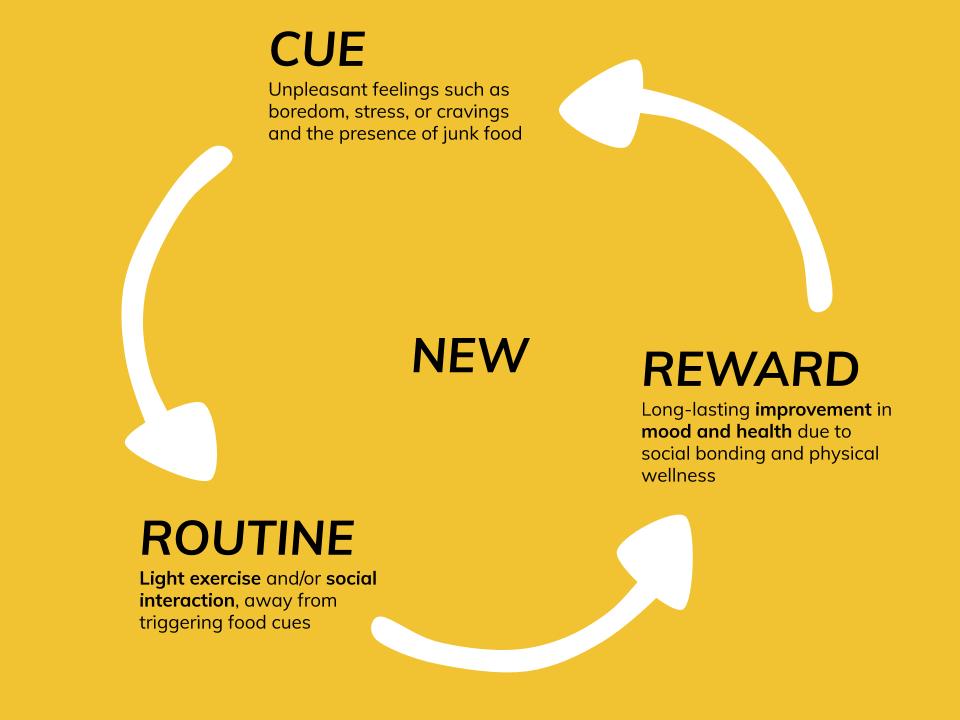 CUE
Unpleasant feelings such as
boredom, stress, or cravings
and the presence of junk food
NEW
REWARD
Long-lasting improvement in
mood and health due to
social bonding and physical
wellness
ROUTINE
Light exercise and/or social
interaction, away from
triggering food cues